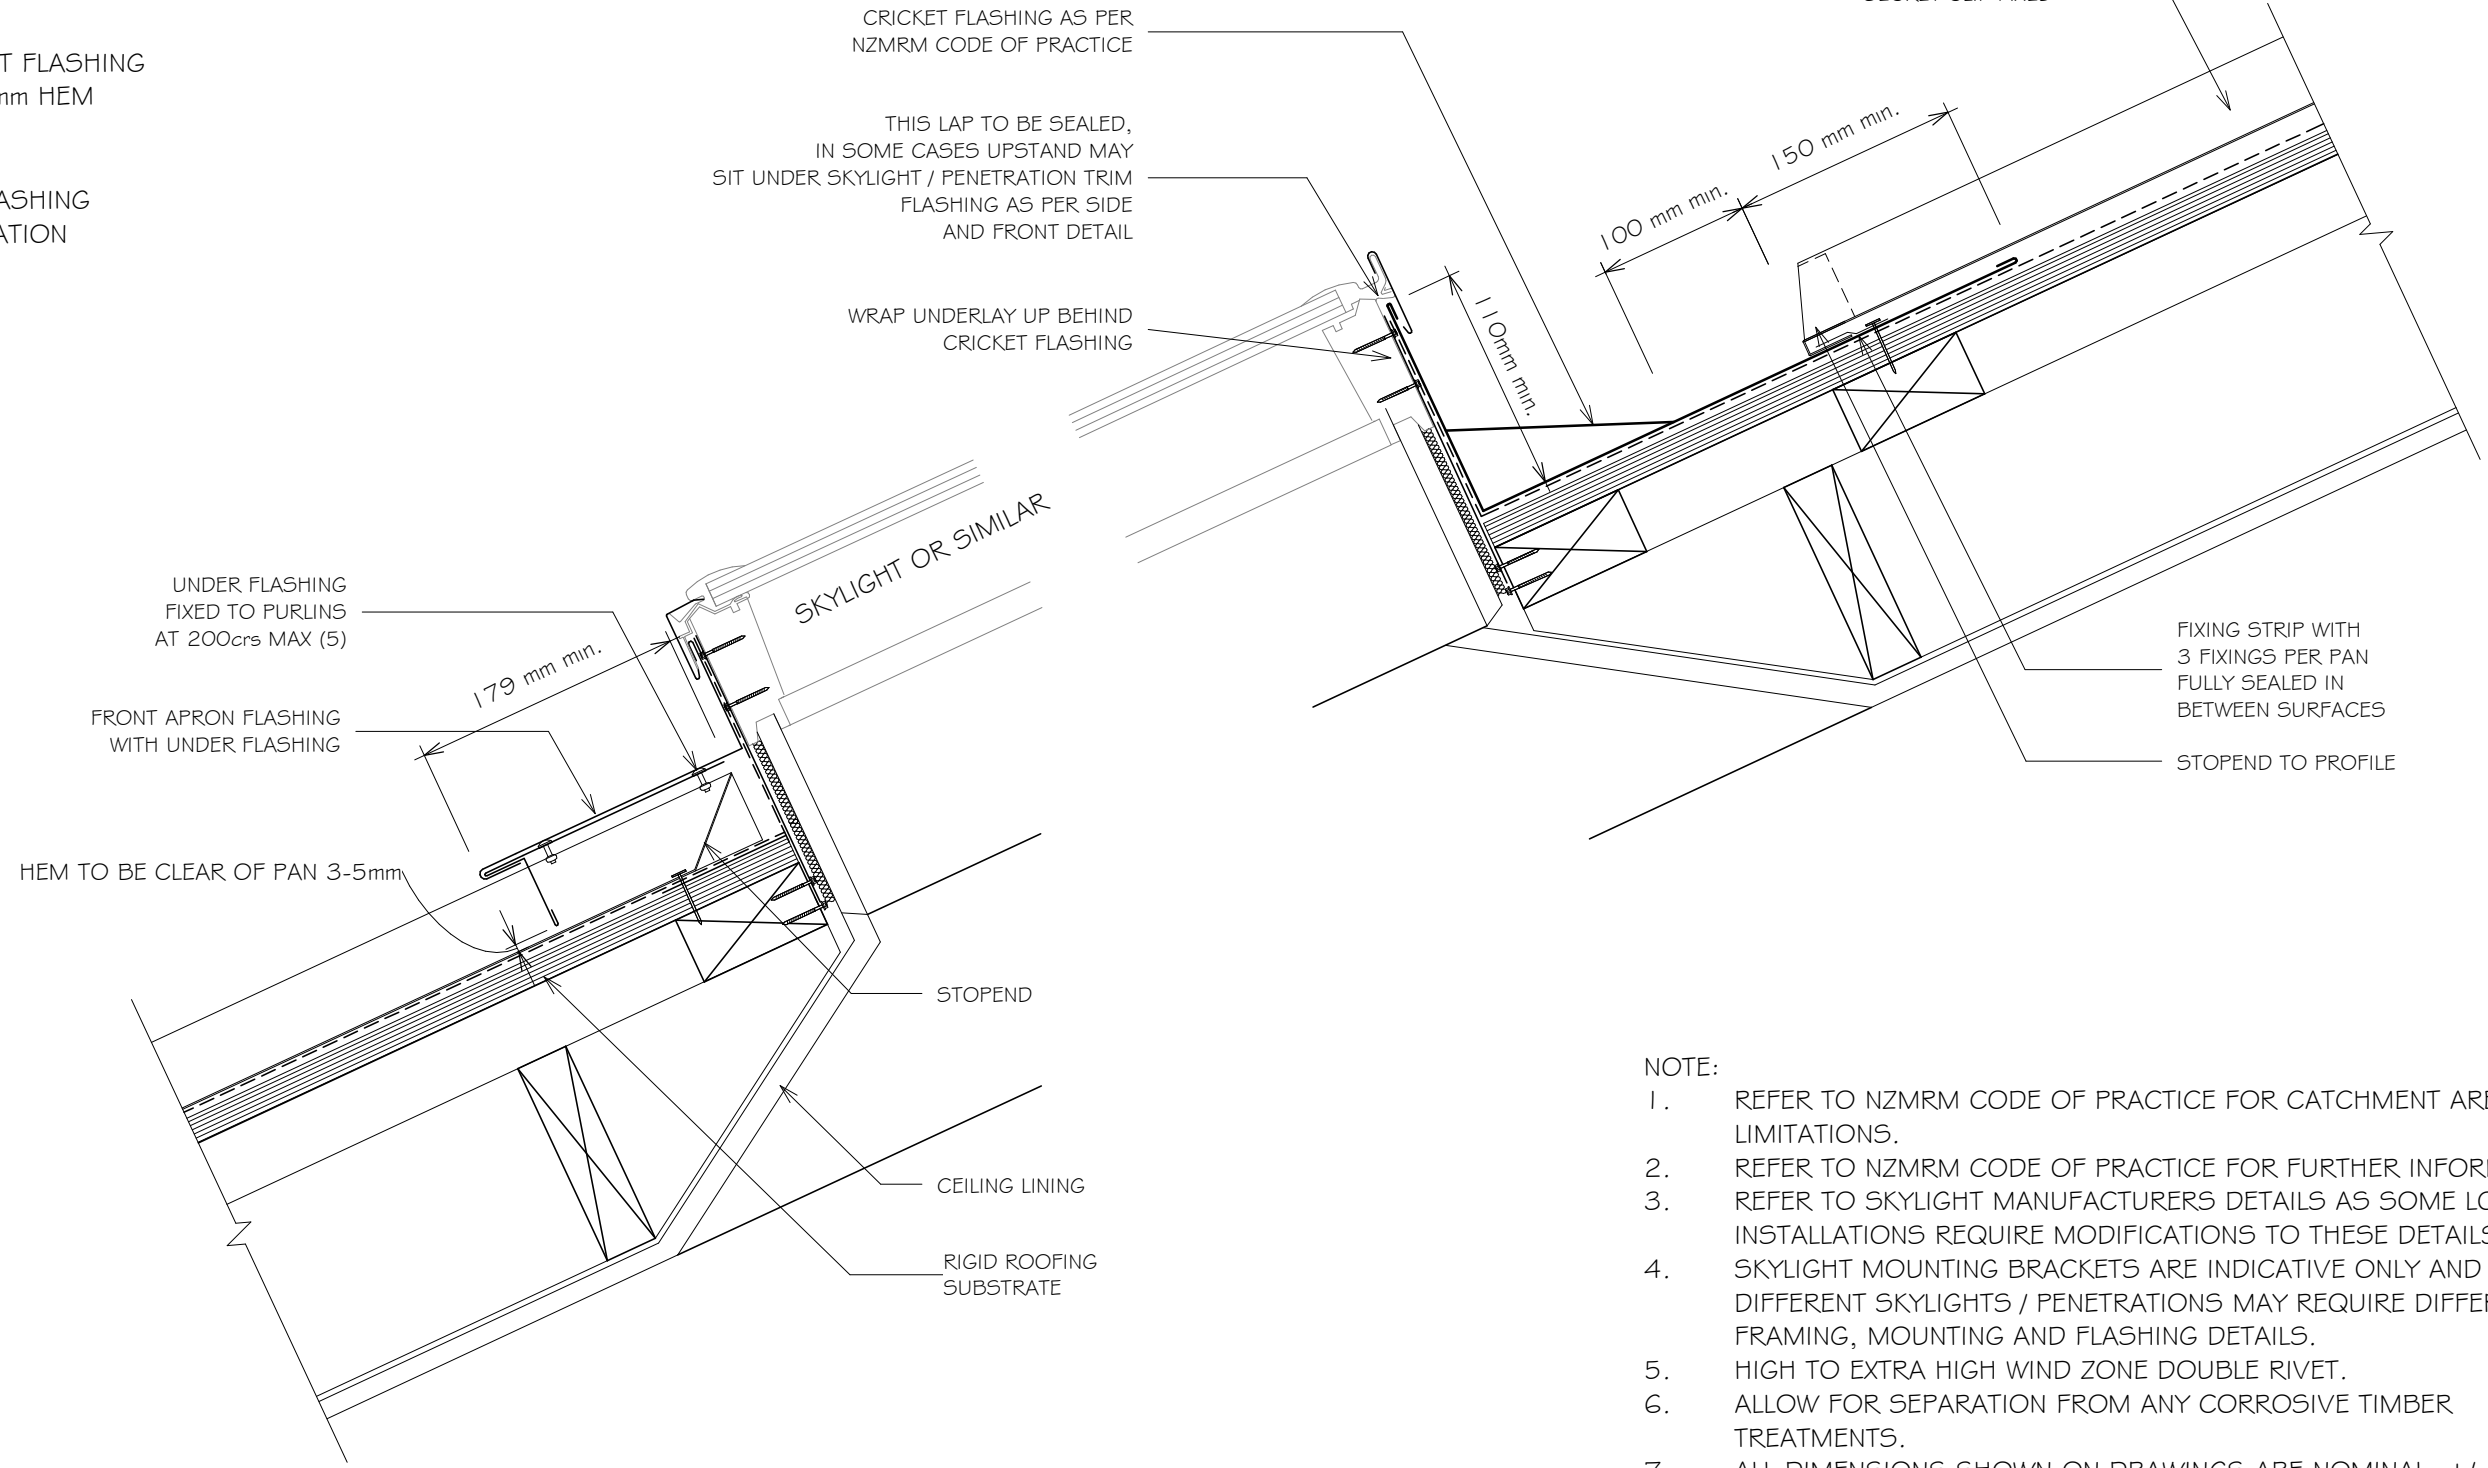 T FLASHING
mm HEM
ASHING
ATION
CRICKET FLASHING AS PER
NZMRM CODE OF PRACTICE
THIS LAP TO BE SEALED,
IN SOME CASES UPSTAND MAY
SIT UNDER SKYLIGHT / PENETRATION TRIM
FLASHING AS PER SIDE
AND FRONT DETAIL
WRAP UNDERLAY UP BEHIND
CRICKET FLASHING
150 mm min.
100 mm min.
110mm min.
SKYLIGHT OR SIMILAR
UNDER FLASHING
FIXED TO PURLINS
AT 200crs MAX (5)
179 mm min.
FRONT APRON FLASHING
WITH UNDER FLASHING
HEM TO BE CLEAR OF PAN 3-5mm
FIXING STRIP WITH
3 FIXINGS PER PAN
FULLY SEALED IN
BETWEEN SURFACES
STOPEND TO PROFILE
STOPEND
CEILING LINING
RIGID ROOFING
SUBSTRATE
NOTE:
1. REFER TO NZMRM CODE OF PRACTICE FOR CATCHMENT ARE
LIMITATIONS.
2. REFER TO NZMRM CODE OF PRACTICE FOR FURTHER INFOR
3. REFER TO SKYLIGHT MANUFACTURERS DETAILS AS SOME LO
INSTALLATIONS REQUIRE MODIFICATIONS TO THESE DETAILS
4. SKYLIGHT MOUNTING BRACKETS ARE INDICATIVE ONLY AND
DIFFERENT SKYLIGHTS / PENETRATIONS MAY REQUIRE DIFFE
FRAMING, MOUNTING AND FLASHING DETAILS.
5. HIGH TO EXTRA HIGH WIND ZONE DOUBLE RIVET.
6. ALLOW FOR SEPARATION FROM ANY CORROSIVE TIMBER
TREATMENTS.
7. ALL DIMENSIONS SHOWN ON DRAWINGS ARE NOMINAL